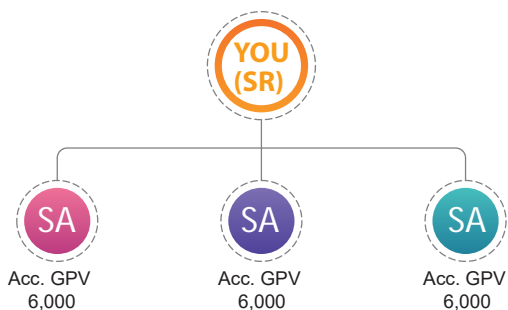 YOU
(SR)
SA
SA
SA
Acc. GPV
6,000
Acc. GPV
6,000
Acc. GPV
6,000